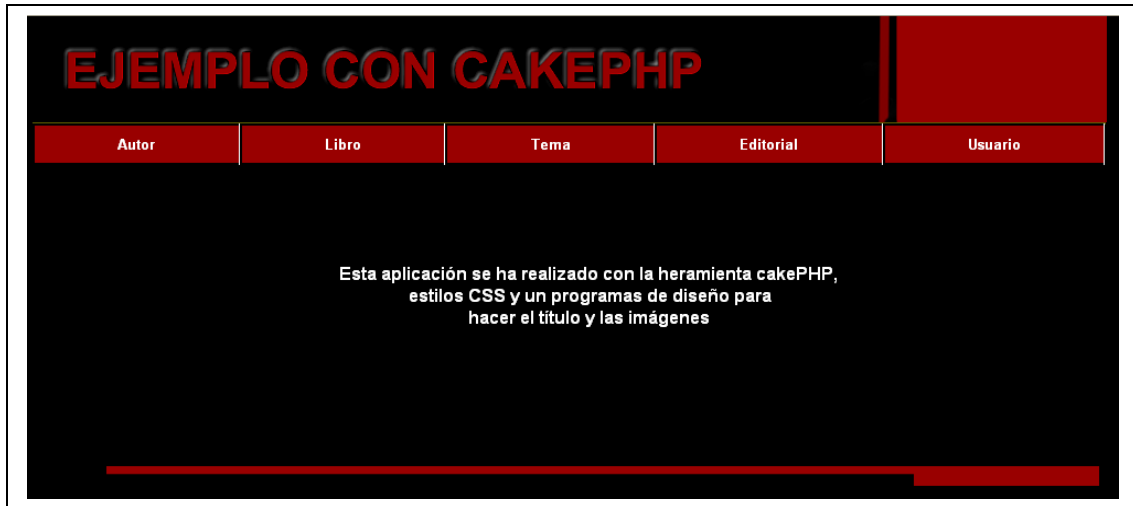 EJEMPLO CON CAKEPHP
Autor Libro Tema Editorial Usuario
Esta aplicación se ha realizado con la heramienta cakePHP,
estilos CSS y un programas de diseño para
hacer el título y las imágenes